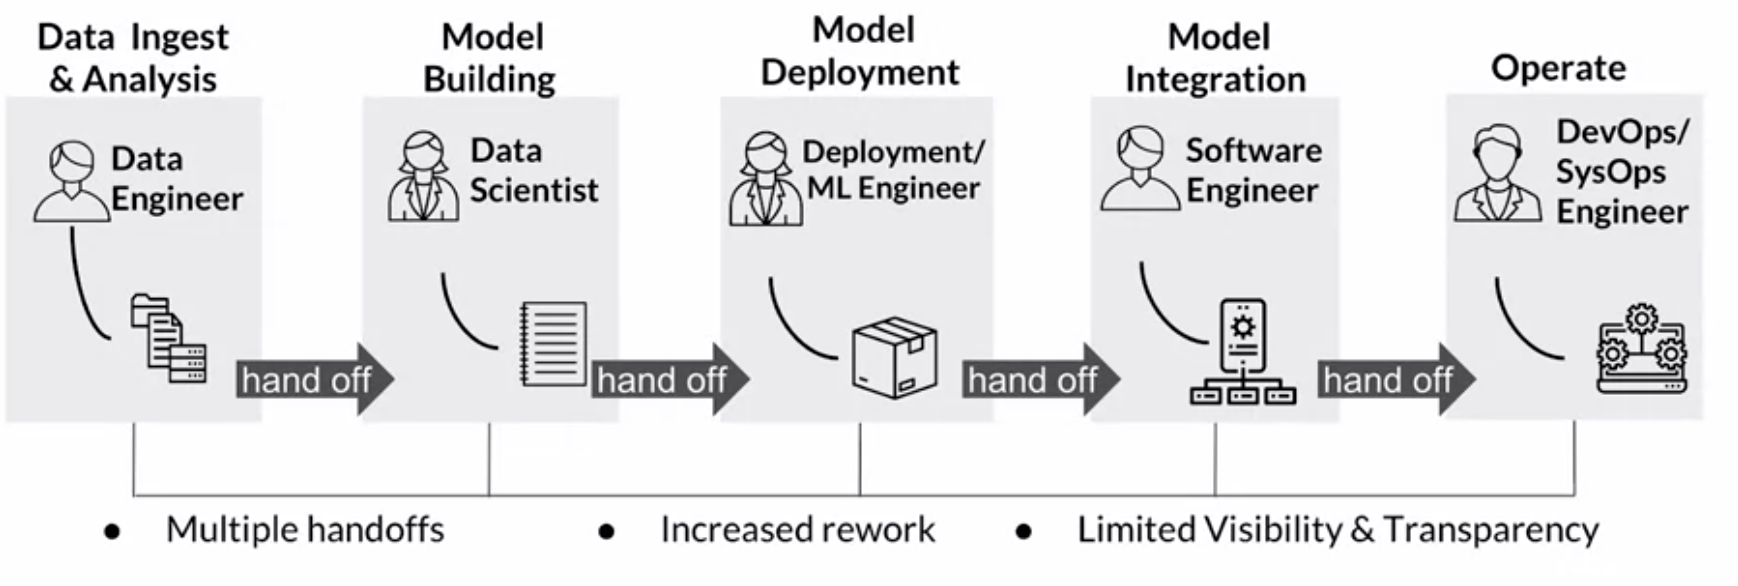 Data Ingest
& Analysis
Model
Building
Model
Deployment
Model
Integration
Operate
Data
Engineer
Data
Scientist
Deployment/
ML Engineer
Software
Engineer
DevOps/
SysOps
Engineer
hand off
hand off
hand off
hand off
● Multiple handoffs
● Increased rework
● Limited Visibility & Transparency